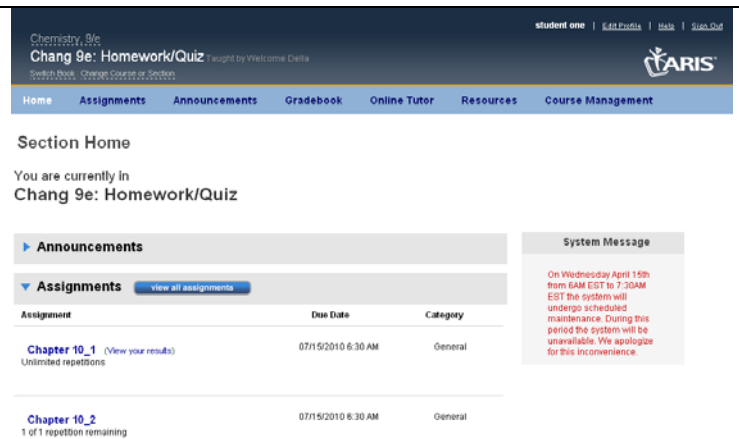 student one | Edit Profile | Help | Sign Out
Chemistry, 9/e
Chang 9e: Homework/Quiz Taught by Welcome Delta
Switch Book Change Course or Section
ARIS
Home Assignments Announcements Gradebook Online Tutor Resources Course Management
Section Home
You are currently in
Chang 9e: Homework/Quiz
Announcements
Assignments view all assignments
Assignment Due Date Category
Chapter 10_1 (View your results) 07/15/2010 6:30 AM General
Unlimited repetitions
Chapter 10_2 07/15/2010 6:30 AM General
1 of 1 repetition remaining
System Message
On Wednesday April 15th
from 6AM EST to 7:30AM
EST the system will
undergo scheduled
maintenance. During this
period the system will be
unavailable. We apologize
for this inconvenience.